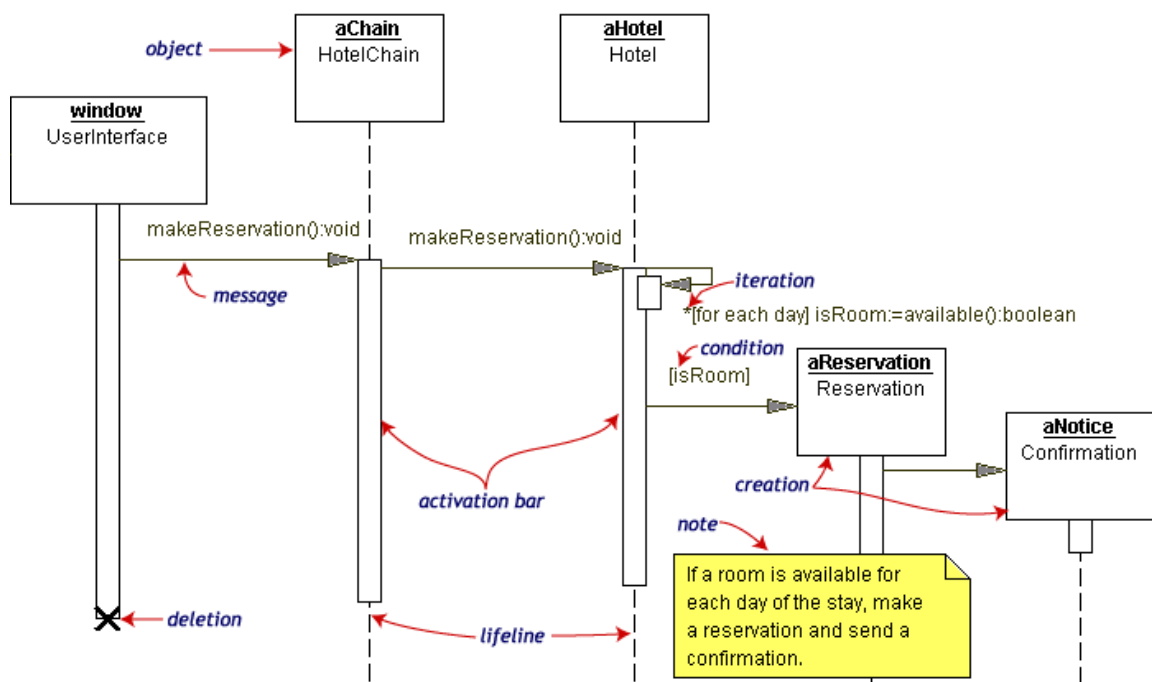 aChain
HotelChain
aHotel
Hotel
object
window
UserInterface
makeReservation():void
makeReservation():void
message
iteration
*[for each day] isRoom:=available():boolean
condition
[isRoom]
aReservation
Reservation
aNotice
Confirmation
activation bar
creation
note
If a room is available for
each day of the stay, make
a reservation and send a
confirmation.
deletion
lifeline